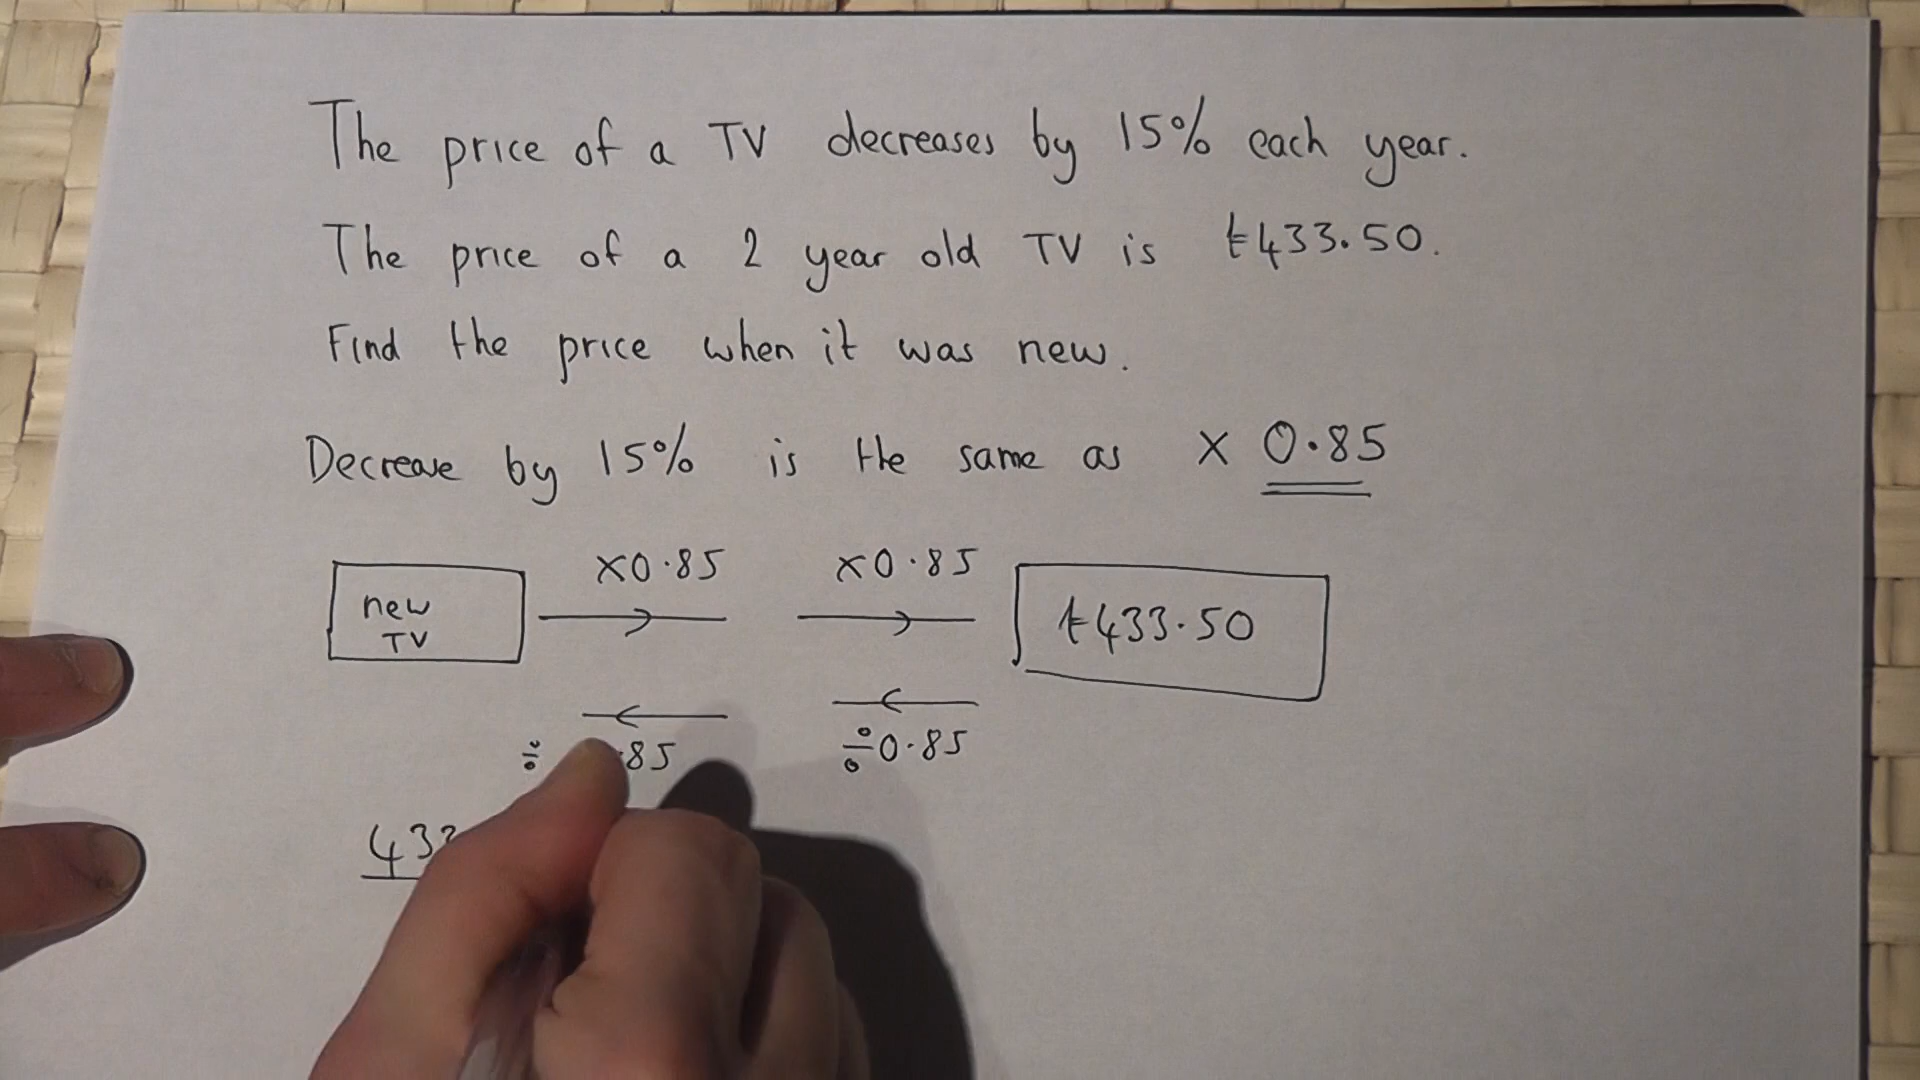 The price of a TV decreases by 15% each year.
The price of a 2 year old TV is £433.50.
Find the price when it was new.
Decrease by 15% is the same as × 0.85
×0.85 ×0.85
new
TV
£433.50
÷ .85 ÷0.85
433